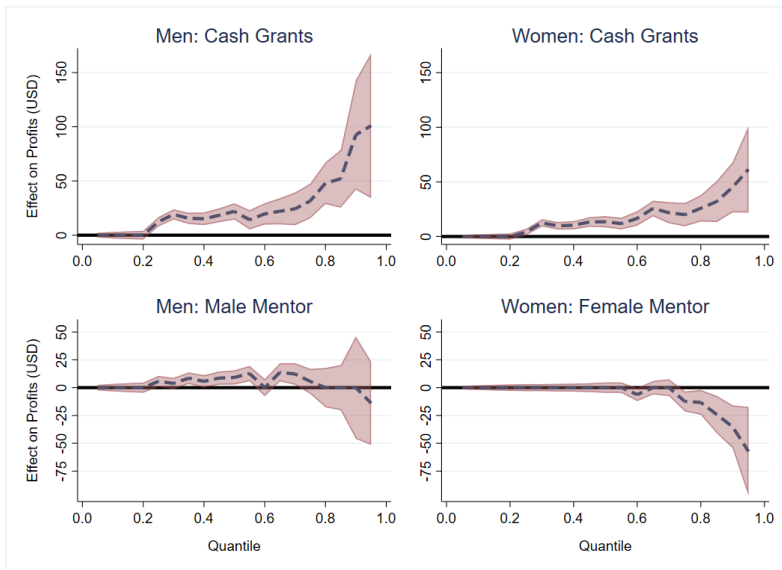 Men: Cash Grants
Women: Cash Grants
Effect on Profits (USD)
150
100
50
0
0.0 0.2 0.4 0.6 0.8 1.0
150
100
50
0
0.0 0.2 0.4 0.6 0.8 1.0
Men: Male Mentor
Women: Female Mentor
Effect on Profits (USD)
50
25
0
-25
-50
-75
0.0 0.2 0.4 0.6 0.8 1.0
Quantile
50
25
0
-25
-50
-75
0.0 0.2 0.4 0.6 0.8 1.0
Quantile